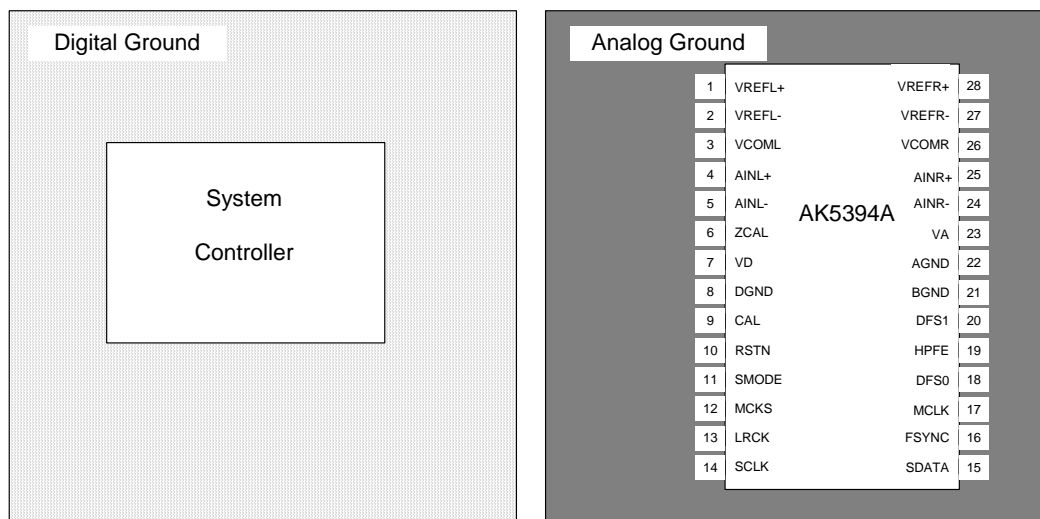 Digital Ground
System
Controller
Analog Ground
AK5394A
1 VREFL+ VREFR+ 28
2 VREFL- VREFR- 27
3 VCOML VCOMR 26
4 AINL+ AINR+ 25
5 AINL- AINR- 24
6 ZCAL VA 23
7 VD AGND 22
8 DGND BGND 21
9 CAL DFS1 20
10 RSTN HPFE 19
11 SMODE DFS0 18
12 MCKS MCLK 17
13 LRCK FSYNC 16
14 SCLK SDATA 15